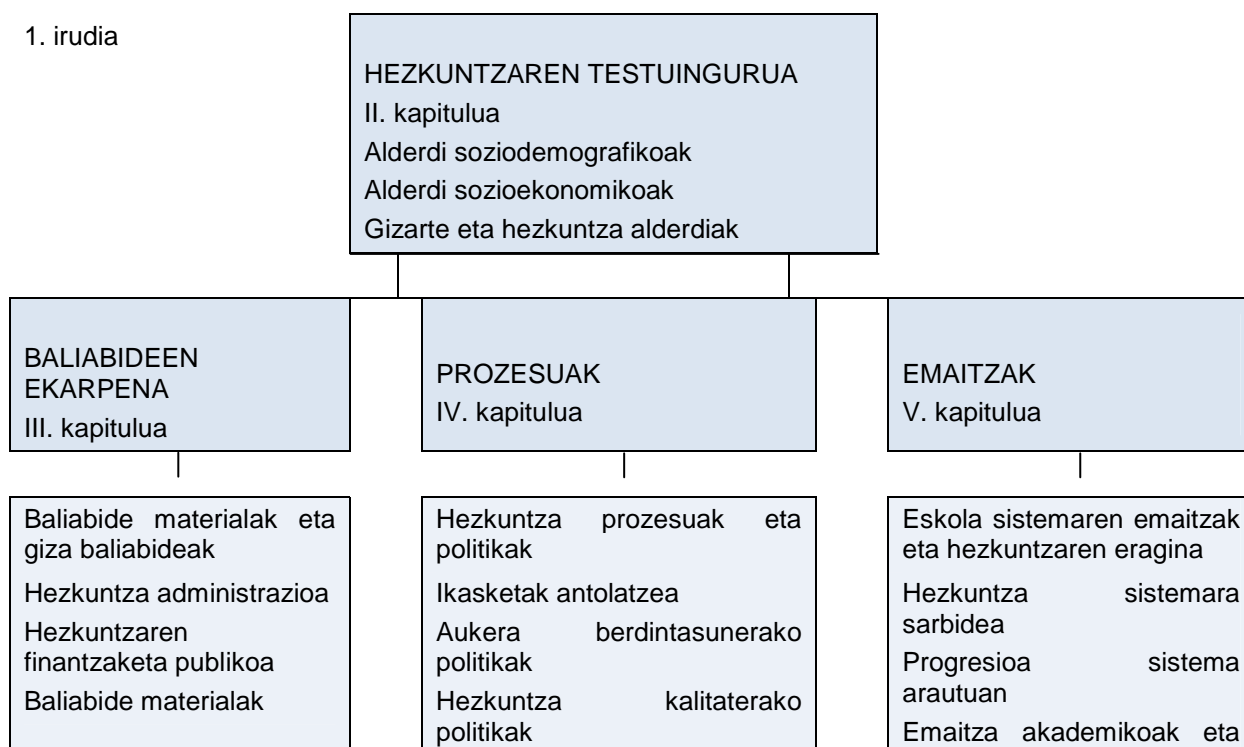 1. irudia
HEZKUNTZAREN TESTUINGURUA
II. kapitulua
Alderdi soziodemografikoak
Alderdi sozioekonomikoak
Gizarte eta hezkuntza alderdiak
BALIABIDEEN
EKARPENA
III. kapitulua
PROZESUAK
IV. kapitulua
EMAITZAK
V. kapitulua
Baliabide materialak eta
giza baliabideak
Hezkuntza administrazioa
Hezkuntzaren
finantzaketa publikoa
Baliabide materialak
Hezkuntza prozesuak eta
politikak
Ikasketak antolatzea
Aukera berdintasunerako
politikak
Hezkuntza kalitaterako
politikak
Eskola sistemaren emaitzak
eta hezkuntzaren eragina
Hezkuntza sistemara
sarbidea
Progresioa sistema
arautuan
Emaitza akademikoak eta